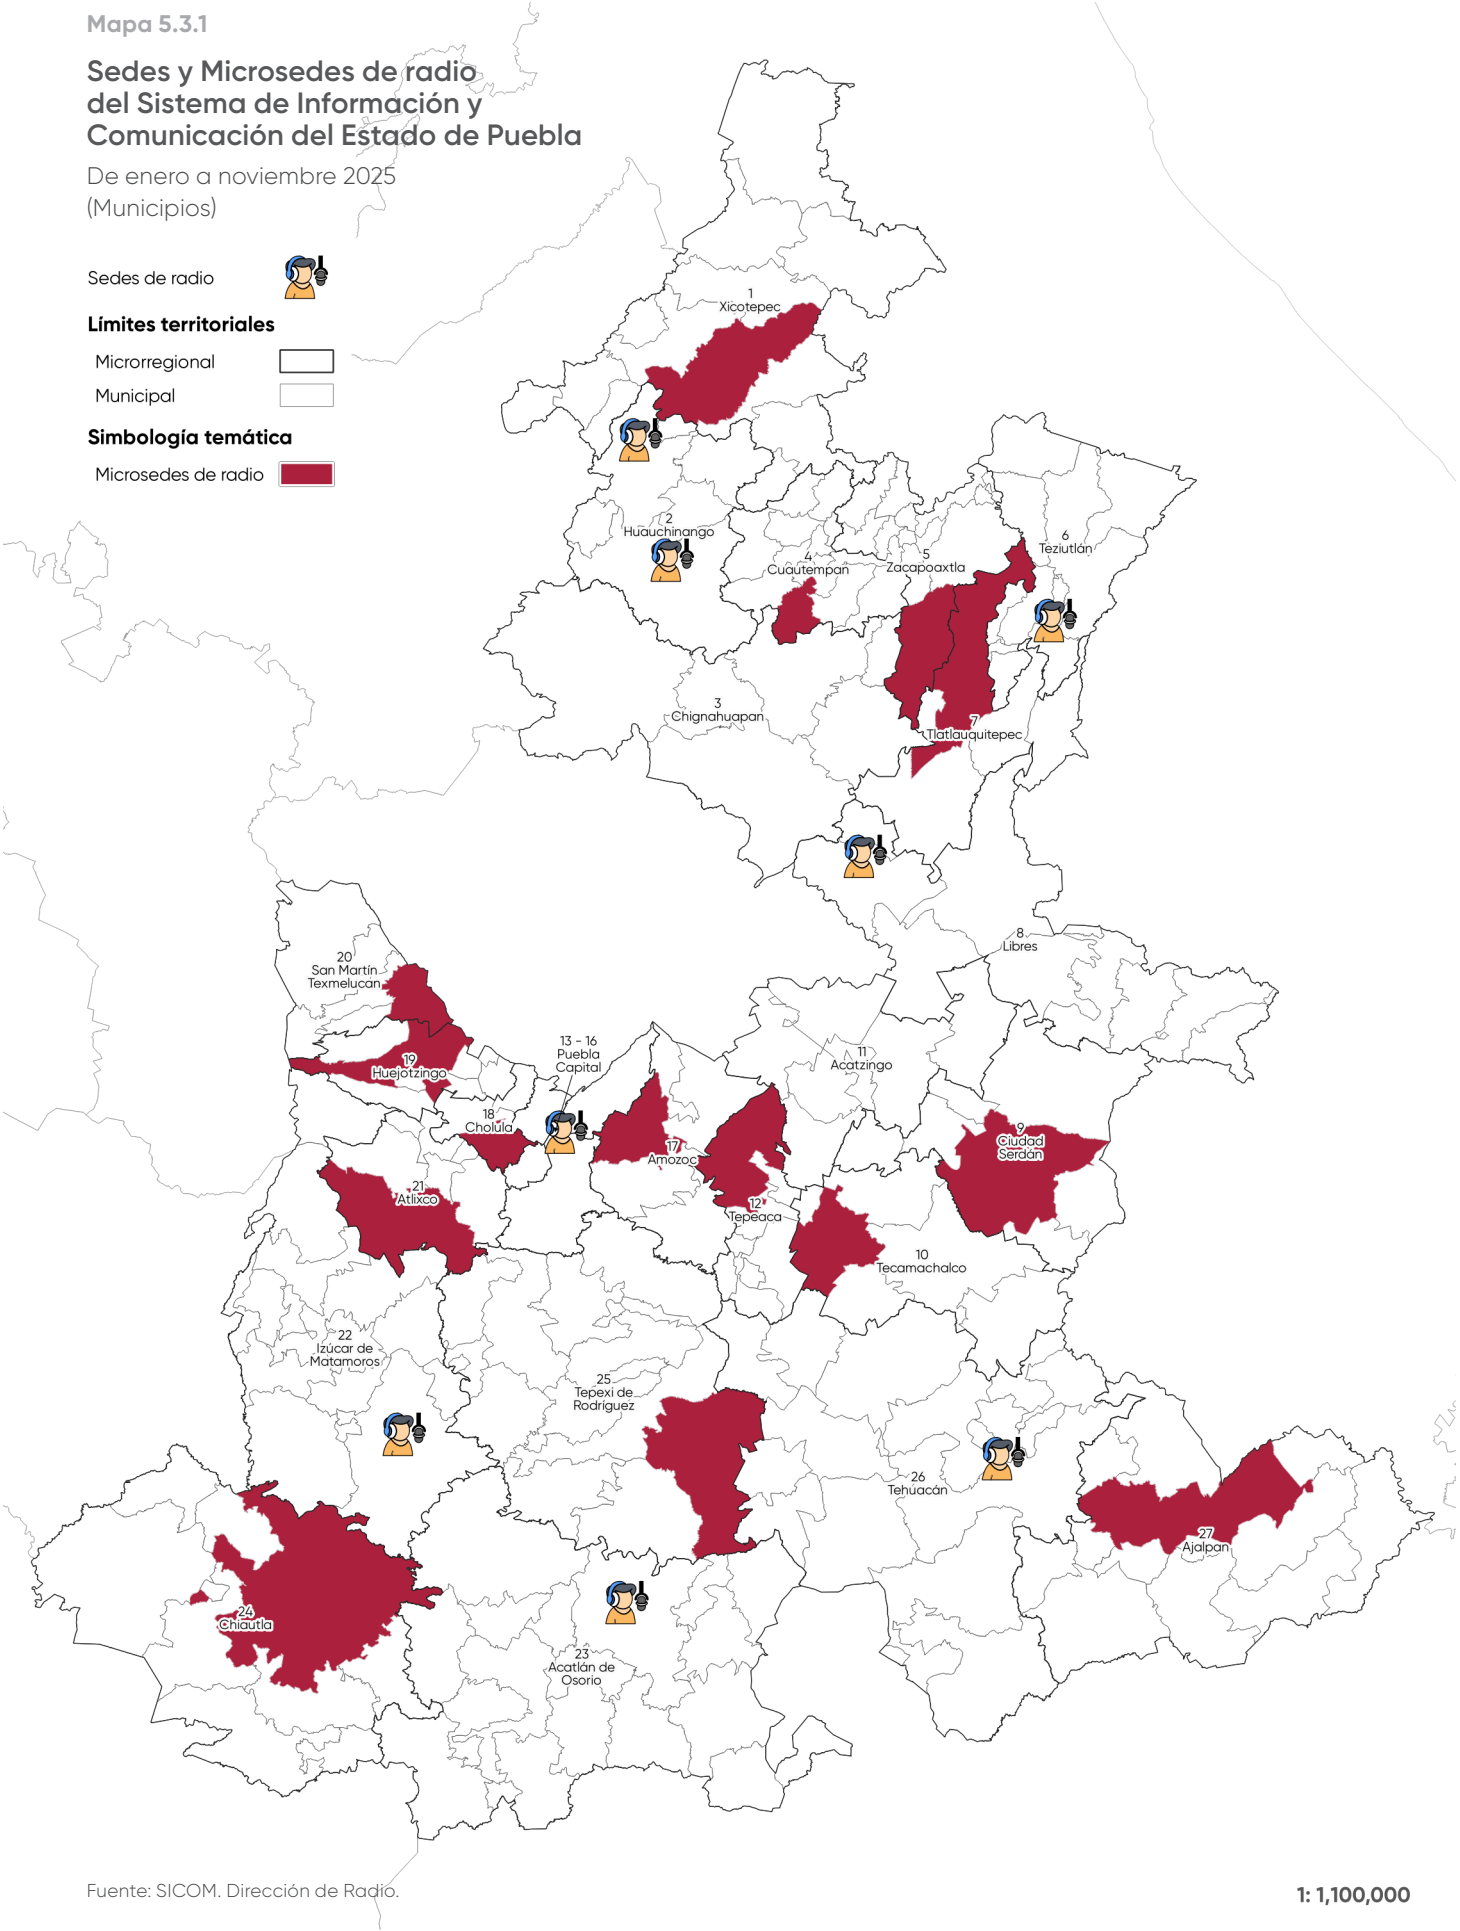 Mapa 5.3.1
Sedes y Microsedes de radio
del Sistema de Información y
Comunicación del Estado de Puebla
De enero a noviembre 2025
(Municipios)
Sedes de radio
Límites territoriales
Microrregional
Municipal
Simbología temática
Microsedes de radio
1
Xicotepec
2
Huauchinango
4
Cuautempan
5
Zacapoaxtla
6
Teziutlán
3
Chignahuapan
7
Tlatlauquitepec
8
Libres
20
San Martín
Texmelucan
19
Huejotzingo
13 - 16
Puebla
Capital
11
Acatzingo
18
Cholula
17
Amozoc
9
Ciudad
Serdán
21
Atlixco
12
Tepeaca
10
Tecamachalco
22
Izúcar de
Matamoros
25
Tepexi de
Rodríguez
26
Tehuacán
27
Ajalpan
24
Chiautla
23
Acatlán de
Osorio
Fuente: SICOM. Dirección de Radio.
1: 1,100,000